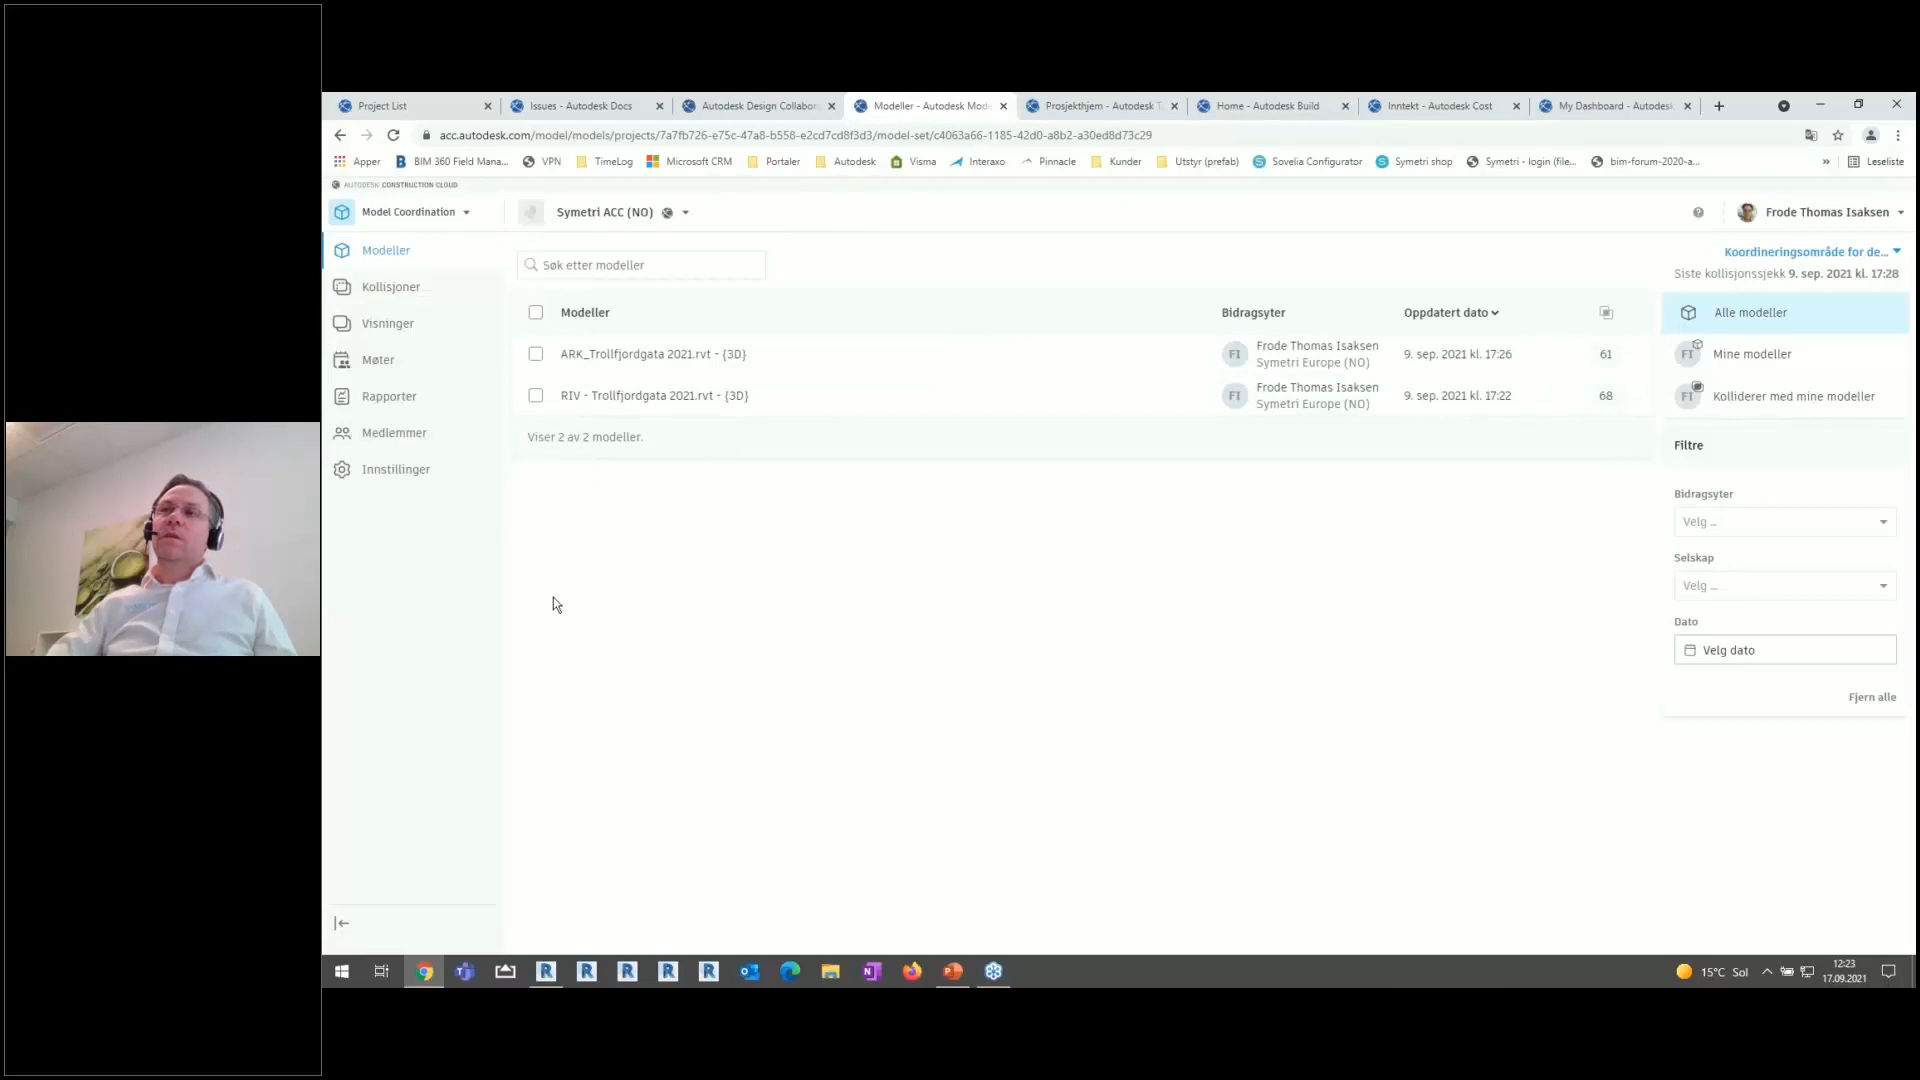 Project List
Issues - Autodesk Docs
Autodesk Design Collabor
Modeller - Autodesk Mode
Prosjekthjem - Autodesk T
Home - Autodesk Build
Inntekt - Autodesk Cost
My Dashboard - Autodesk
acc.autodesk.com/model/models/projects/7a7fb726-e75c-47a8-b558-e2cd7cd8f3d3/model-set/c4063a66-1185-42d0-a8b2-a30ed8d73c29
Apper
BIM 360 Field Mana...
VPN
TimeLog
Microsoft CRM
Portaler
Autodesk
Visma
Interaxo
Pinnacle
Kunder
Utstyr (prefab)
Sovelia Configurator
Symetri shop
Symetri - login (file...
bim-forum-2020-a...
»
Leseliste
AUTODESK CONSTRUCTION CLOUD
Model Coordination
Symetri ACC (NO)
Frode Thomas Isaksen
Modeller
Kollisjoner
Visninger
Møter
Rapporter
Medlemmer
Innstillinger
Søk etter modeller
Koordineringsområde for de...
Siste kollisjonssjekk 9. sep. 2021 kl. 17:28
Modeller Bidragsyter Oppdatert dato
ARK_Trollfjordgata 2021.rvt - {3D} FI Frode Thomas Isaksen 9. sep. 2021 kl. 17:26 61
Symetri Europe (NO)
RIV - Trollfjordgata 2021.rvt - {3D} FI Frode Thomas Isaksen 9. sep. 2021 kl. 17:22 68
Symetri Europe (NO)
Viser 2 av 2 modeller.
Alle modeller
FI Mine modeller
FI Kolliderer med mine modeller
Filtre
Bidragsyter
Velg ...
Selskap
Velg ...
Dato
Velg dato
Fjern alle
15°C Sol
12:23
17.09.2021